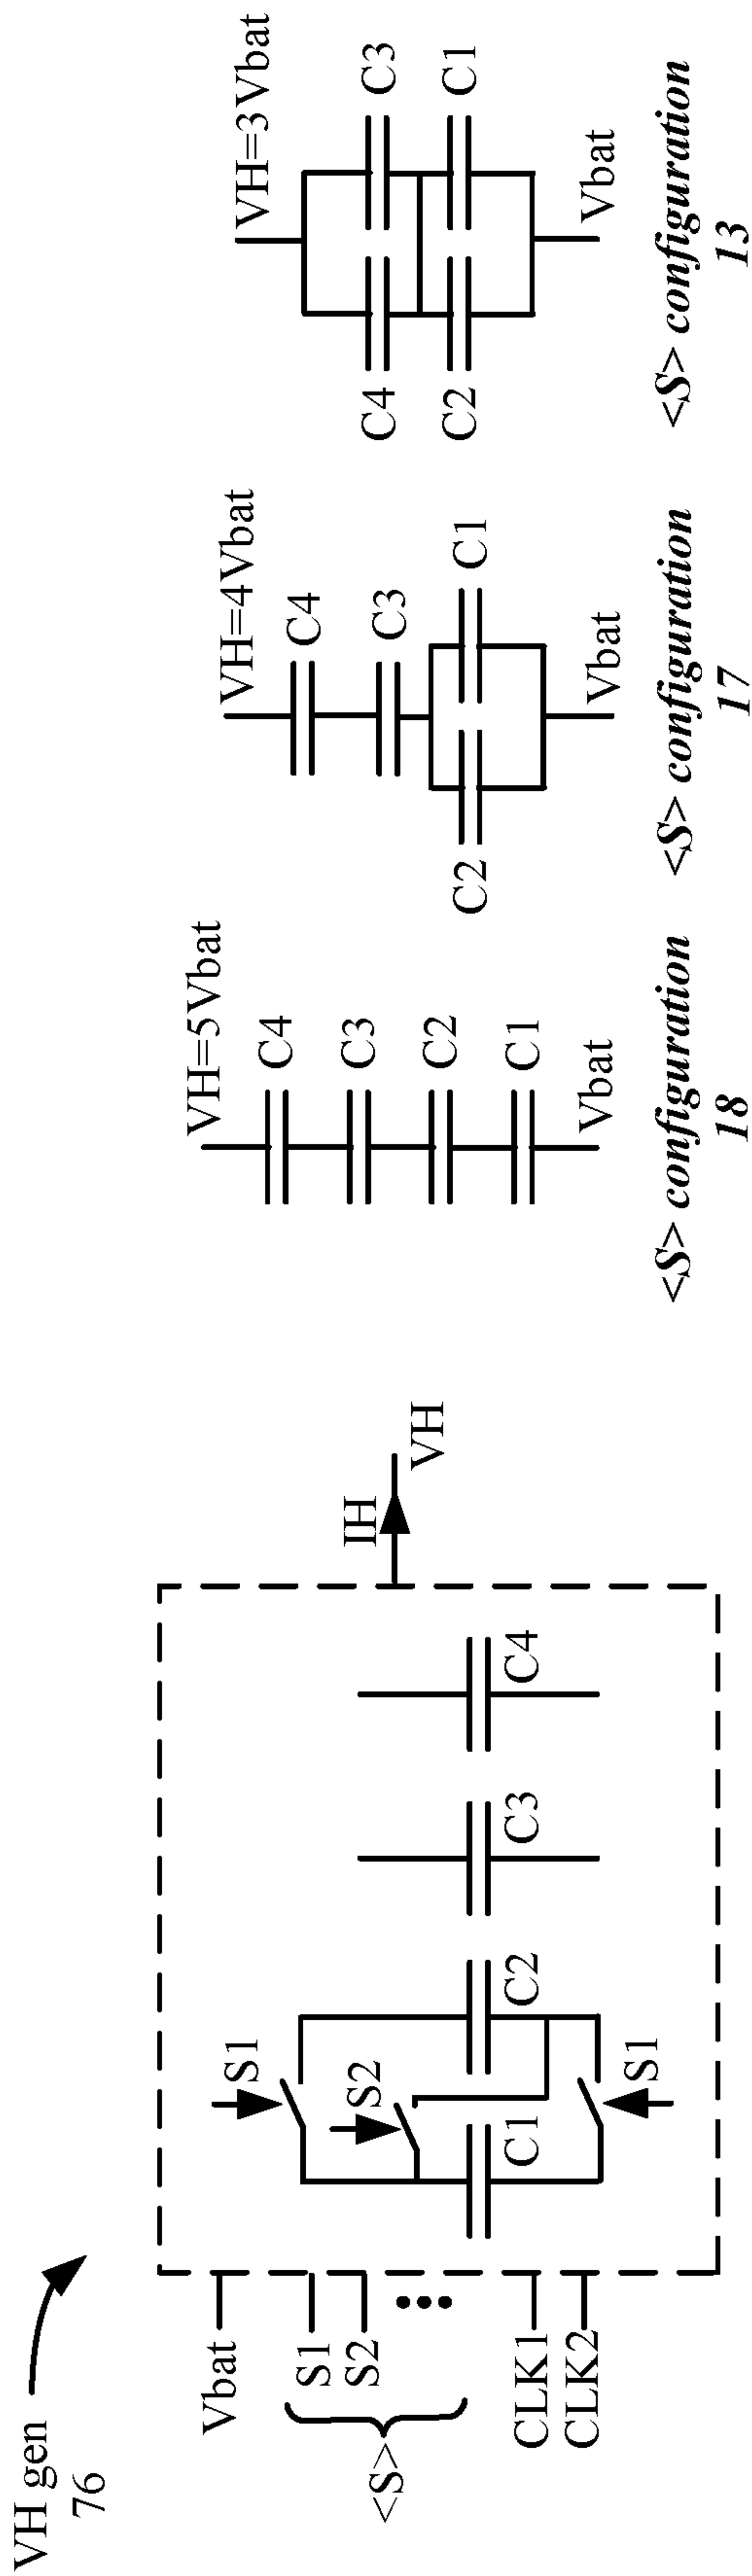 VH gen
76
Vbat
S1
S2
<S>
CLK1
CLK2
S1
S2
S1
C1
C2
C3
C4
IH
VH
VH=5Vbat
C4
C3
C2
C1
Vbat
<S> configuration
18
VH=4Vbat
C4
C3
C2
C1
Vbat
<S> configuration
17
VH=3Vbat
C4
C3
C2
C1
Vbat
<S> configuration
13